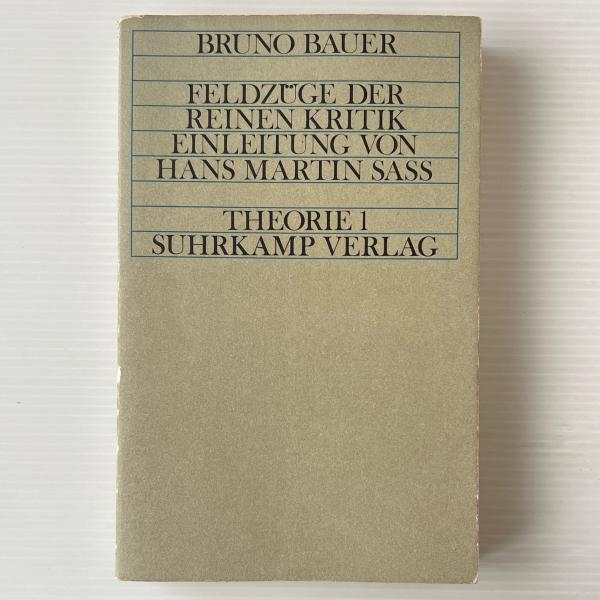 BRUNO BAUER
FELDZÜGE DER
REINEN KRITIK
EINLEITUNG VON
HANS MARTIN SASS
THEORIE 1
SUHRKAMP VERLAG